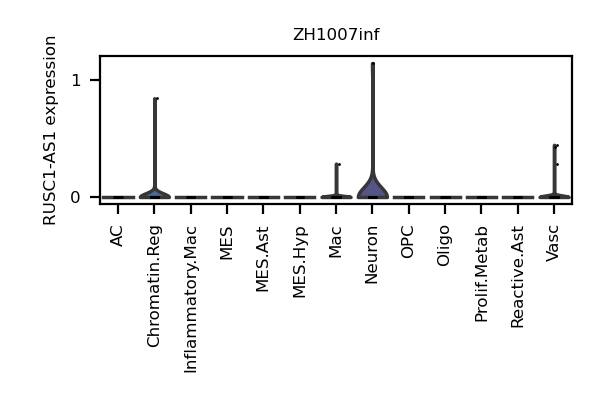 ZH1007inf
RUSC1-AS1 expression
1
0
AC
Chromatin.Reg
Inflammatory.Mac
MES
MES.Ast
MES.Hyp
Mac
Neuron
OPC
Oligo
Prolif.Metab
Reactive.Ast
Vasc